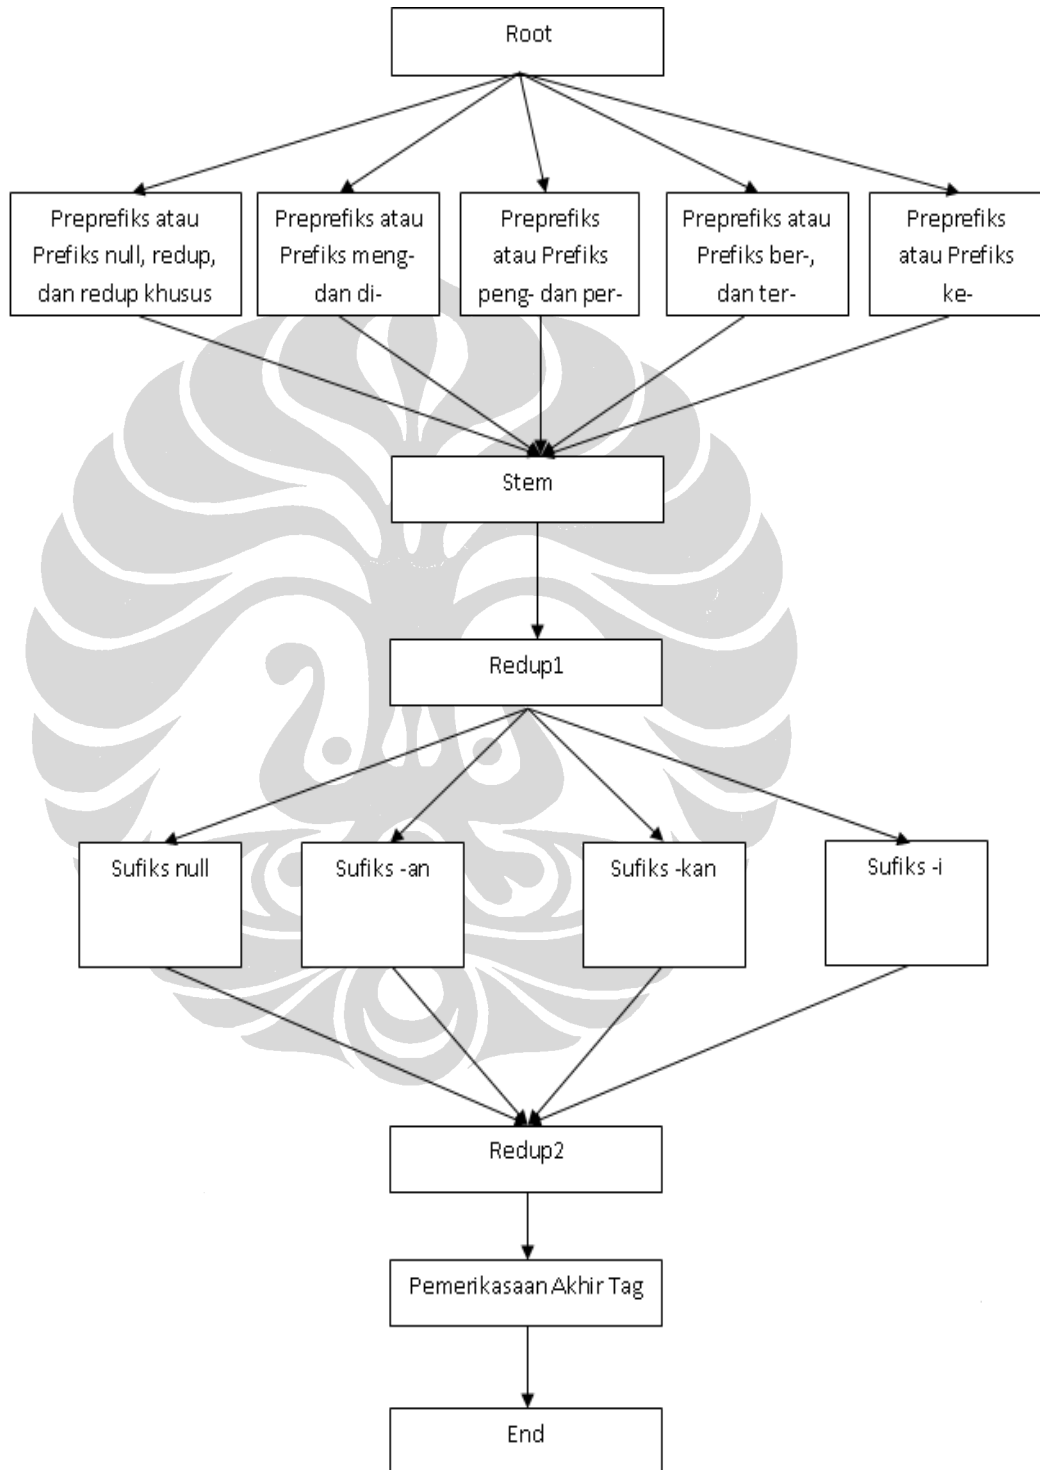 Root
Preprefiks atau
Prefiks null, redup,
dan redup khusus
Preprefiks atau
Prefiks meng-
dan di-
Preprefiks
atau Prefiks
peng- dan per-
Preprefiks atau
Prefiks ber-,
dan ter-
Preprefiks
atau Prefiks
ke-
Stem
Redup1
Sufiks null
Sufiks -an
Sufiks -kan
Sufiks -i
Redup2
Pemerikasaan Akhir Tag
End